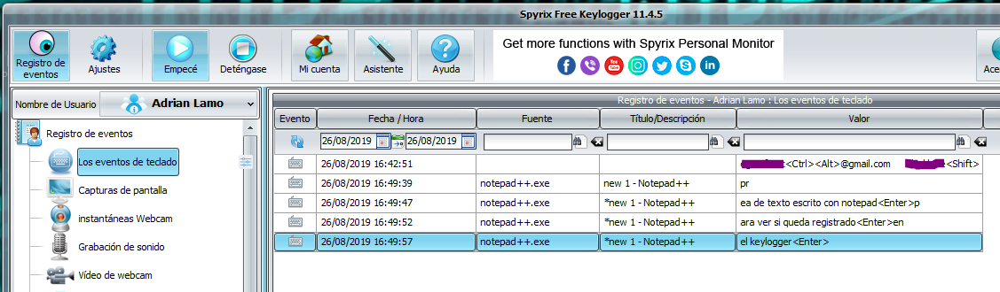 Spyrix Free Keylogger 11.4.5
Registro de eventos
Ajustes
Empecé
Deténgase
Mi cuenta
Asistente
Ayuda
Get more functions with Spyrix Personal Monitor
You Tube
Nombre de Usuario Adrian Lamo
Registro de eventos
Los eventos de teclado
Capturas de pantalla
instantáneas Webcam
Grabación de sonido
Vídeo de webcam
Registro de eventos - Adrian Lamo : Los eventos de teclado
Evento Fecha / Hora Fuente Título/Descripción Valor
26/08/2019 26/08/2019
26/08/2019 16:42:51 <Ctrl><Alt>@gmail.com <Shift>
26/08/2019 16:49:39 notepad++.exe new 1 - Notepad++ pr
26/08/2019 16:49:47 notepad++.exe *new 1 - Notepad++ ea de texto escrito con notepad<Enter>p
26/08/2019 16:49:52 notepad++.exe *new 1 - Notepad++ ara ver si queda registrado<Enter>en
26/08/2019 16:49:57 notepad++.exe *new 1 - Notepad++ el keylogger<Enter>